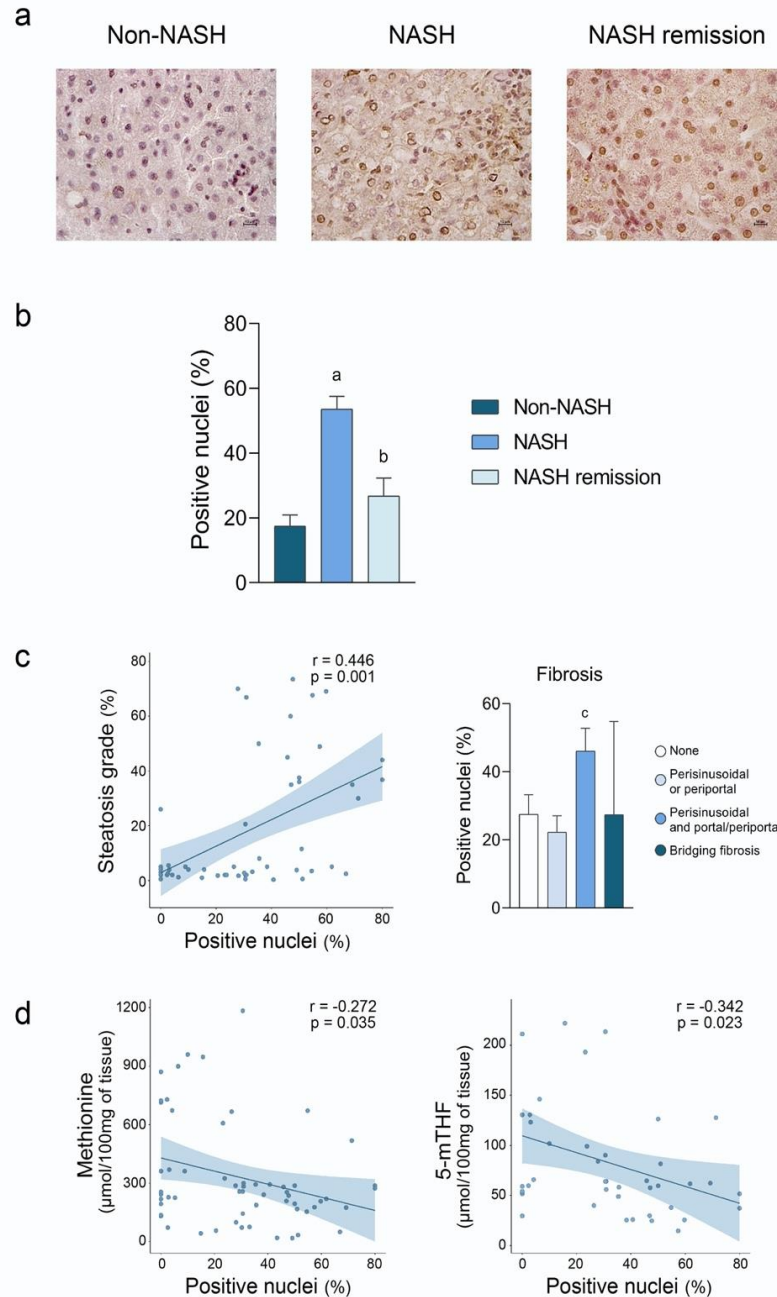 a
Non-NASH
NASH
NASH remission
b
Positive nuclei (%)
80
60
40
20
0
a
b
Non-NASH
NASH
NASH remission
c
Steatosis grade (%)
80
60
40
20
0
r = 0.446
p = 0.001
0
20
40
60
80
Positive nuclei (%)
Fibrosis
Positive nuclei (%)
60
40
20
0
c
None
Perisinusoidal
or periportal
Perisinusoidal
and portal/periporta
Bridging fibrosis
d
Methionine
(μmol/100mg of tissue)
1200
900
600
300
0
r = -0.272
p = 0.035
0
20
40
60
80
Positive nuclei (%)
5-mTHF
(μmol/100mg of tissue)
200
150
100
50
0
r = -0.342
p = 0.023
0
20
40
60
80
Positive nuclei (%)